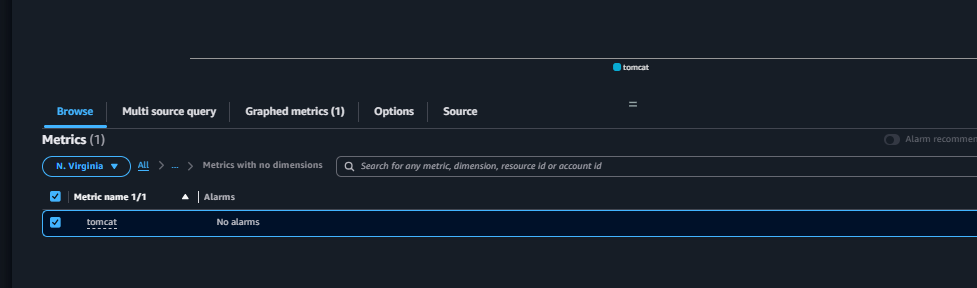 tomcat
Browse Multi source query Graphed metrics (1) Options Source
Metrics (1) Alarm recommen
N. Virginia All ... Metrics with no dimensions Search for any metric, dimension, resource id or account id
Metric name 1/1 Alarms
tomcat No alarms